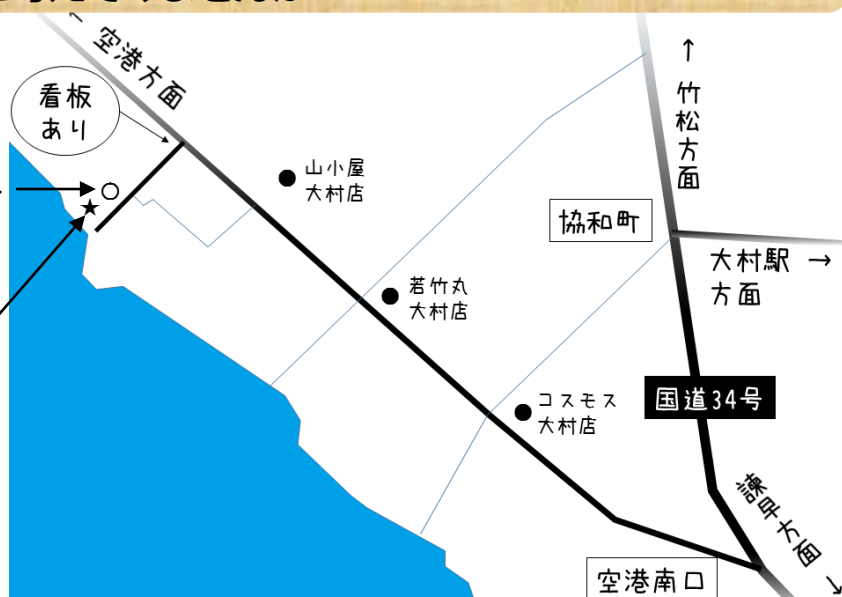 ↖ 空港方面
看板
あり
↑ 竹松方面
山小屋
大村店
協和町
大村駅 →
方面
若竹丸
大村店
コスモス
大村店
国道34号
諫早方面 ↘
空港南口